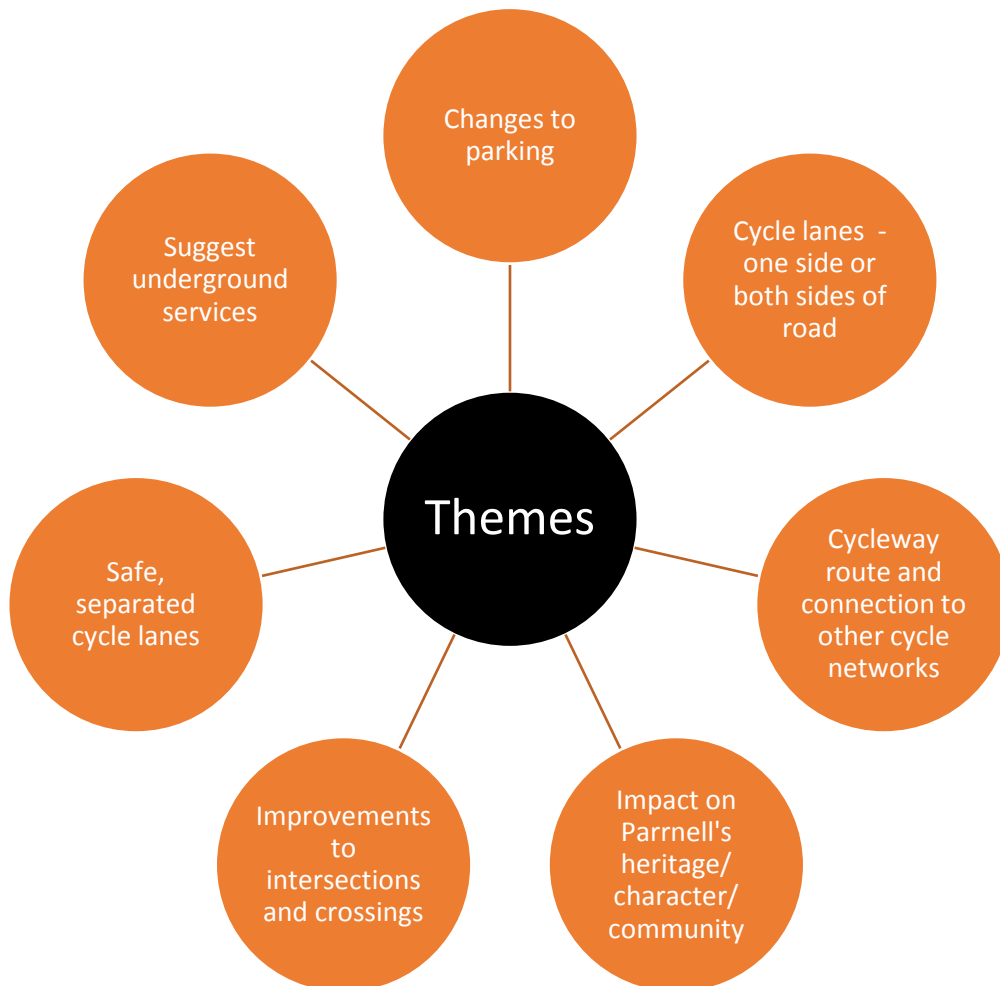 Changes to
parking
Cycle lanes  -
one side or
both sides of
road
Cycleway
route and
connection to
other cycle
networks
Impact on
Parrnell's
heritage/
character/
community
Improvements
to
intersections
and crossings
Safe,
separated
cycle lanes
Suggest
underground
services
Themes